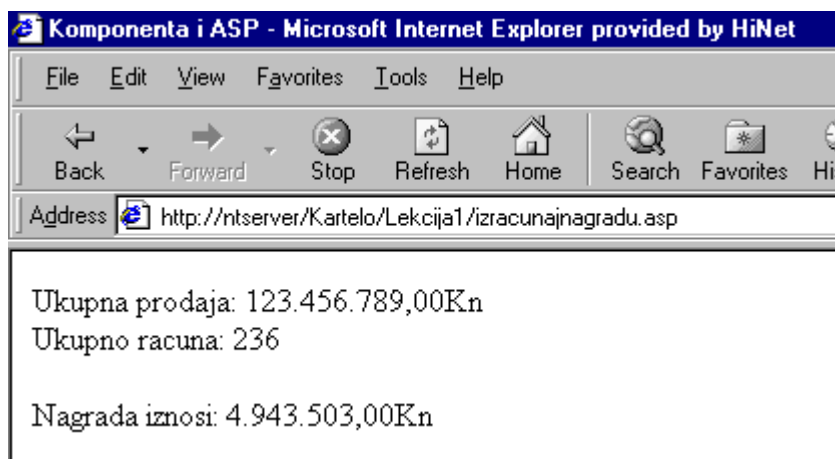 Komponenta i ASP - Microsoft Internet Explorer provided by HiNet
File Edit View Favorites Tools Help
Back Forward Stop Refresh Home Search Favorites
Address http://ntserver/Kartelo/Lekcija1/izracunajnagradu.asp
Ukupna prodaja: 123.456.789,00Kn
Ukupno racuna: 236
Nagrada iznosi: 4.943.503,00Kn